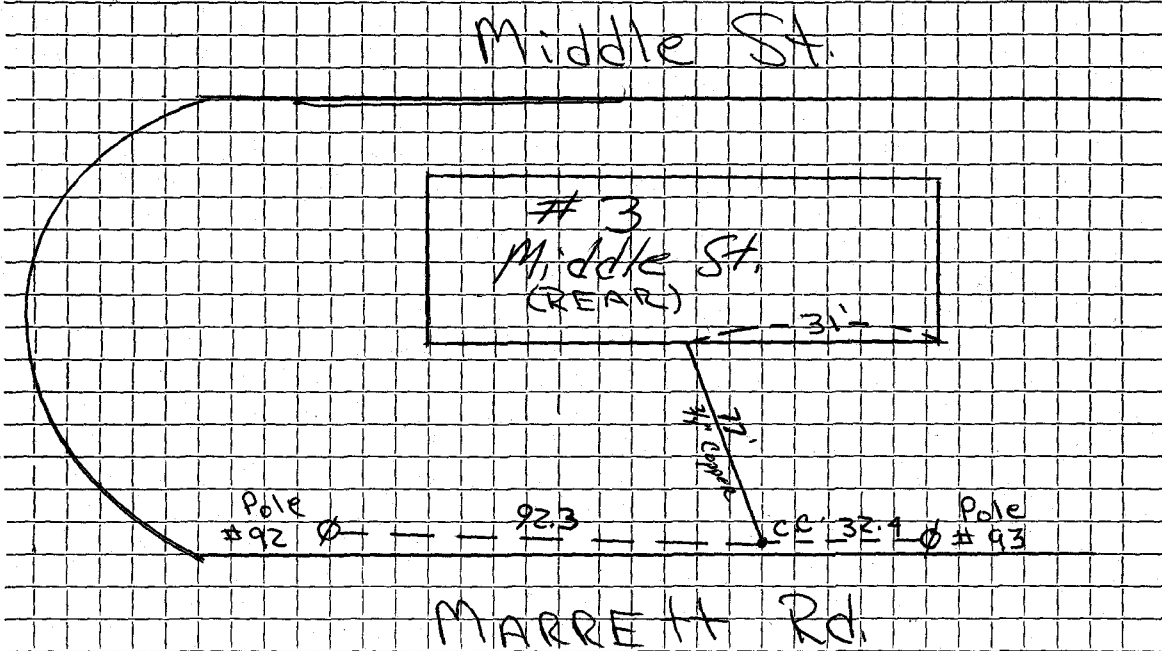 Middle St.
# 3
Middle St.
(REAR)
31'
77'
3/4" Copper
Pole
#92
92.3
C.C. 32.4
Pole
# 93
MARRETT Rd.